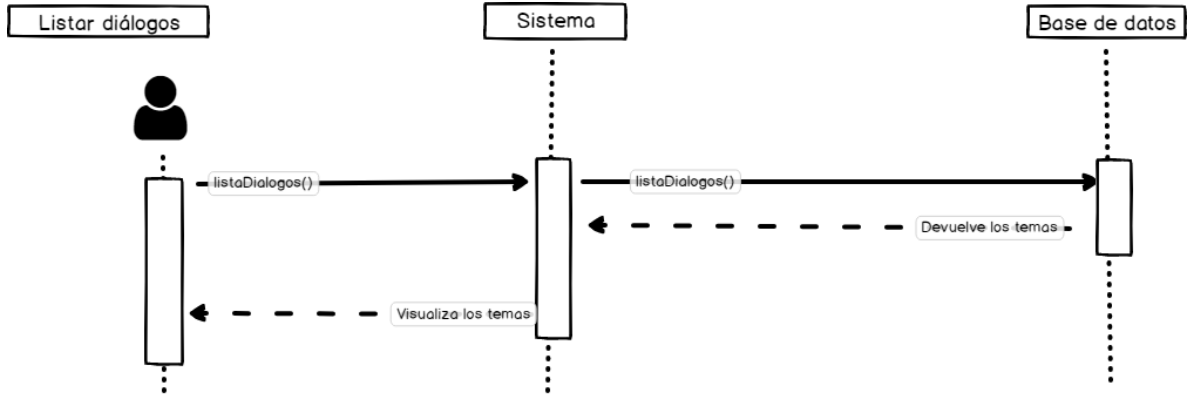 Listar diálogos
Sistema
Base de datos
listaDialogos()
listaDialogos()
Devuelve los temas
Visualiza los temas